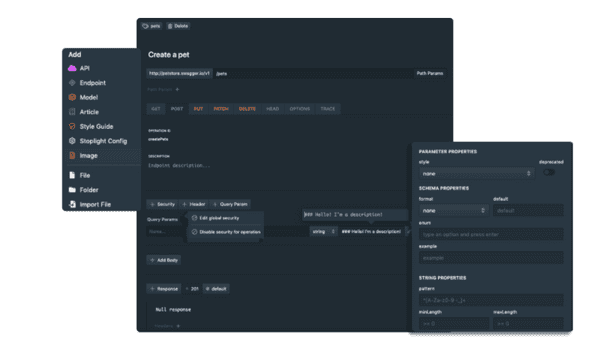 pets Delete
Create a pet
http://petstore.swagger.io/v1 /pets Path Params
GET POST PUT PATCH DELETE HEAD OPTIONS TRACE
OPERATION ID
createPets
DESCRIPTION
Endpoint description...
+ Security + Header + Query Param
Query Params
Edit global security
Disable security for operation
### Hello! I'm a description!
string ### Hello! I'm a description!
+ Add Body
+ Response 201 default
Null response
Add
API
Endpoint
Model
Article
Style Guide
Stoplight Config
Image
File
Folder
Import File
PARAMETER PROPERTIES
style deprecated
none
SCHEMA PROPERTIES
format default
none default
enum
type an option and press enter
example
example
STRING PROPERTIES
pattern
minLength maxLength
>= 0 >= 0